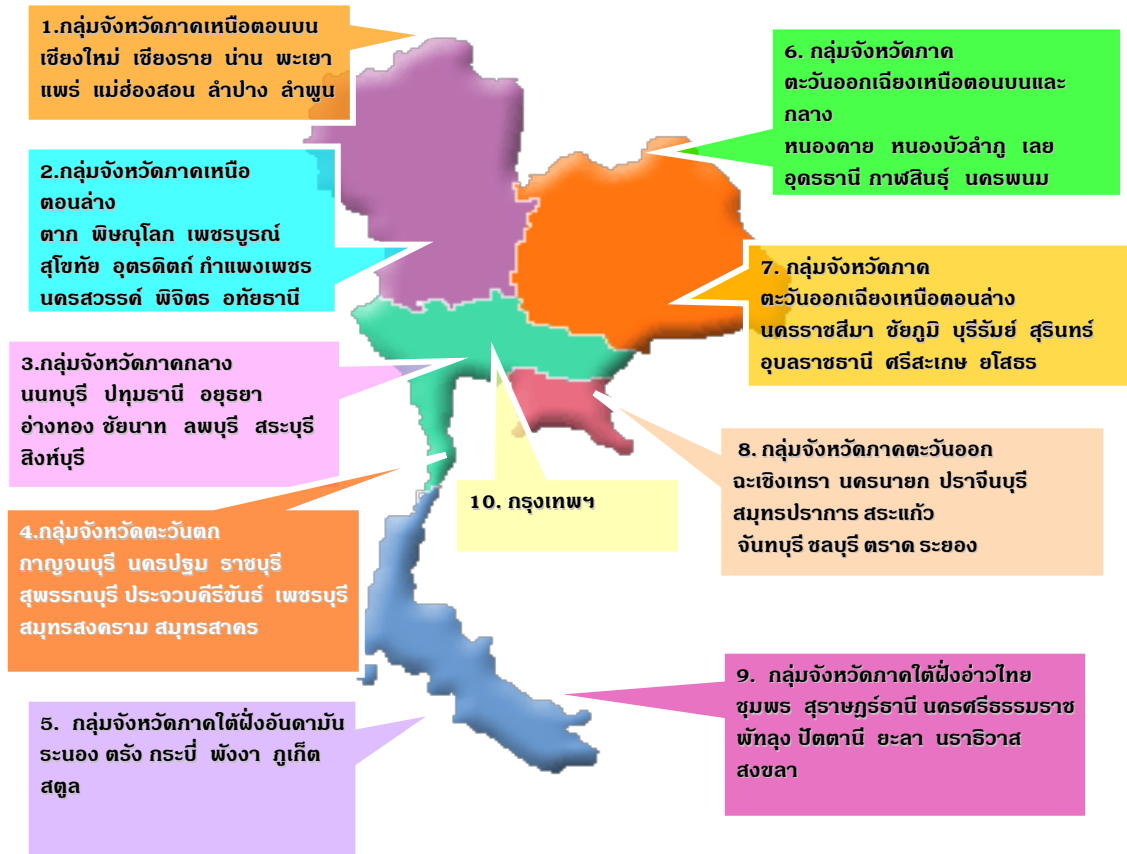 1.กลุ่มจังหวัดภาคเหนือตอนบน
เชียงใหม่ เชียงราย น่าน พะเยา
แพร่ แม่ฮ่องสอน ลำปาง ลำพูน
2.กลุ่มจังหวัดภาคเหนือ
ตอนล่าง
ตาก พิษณุโลก เพชรบูรณ์
สุโขทัย อุตรดิตถ์ กำแพงเพชร
นครสวรรค์ พิจิตร อทัยธานี
3.กลุ่มจังหวัดภาคกลาง
นนทบุรี ปทุมธานี อยุธยา
อ่างทอง ชัยนาท ลพบุรี สระบุรี
สิงห์บุรี
4.กลุ่มจังหวัดตะวันตก
กาญจนบุรี นครปฐม ราชบุรี
สุพรรณบุรี ประจวบคีรีขันธ์ เพชรบุรี
สมุทรสงคราม สมุทรสาคร
5. กลุ่มจังหวัดภาคใต้ฝั่งอันดามัน
ระนอง ตรัง กระบี่ พังงา ภูเก็ต
สตูล
6. กลุ่มจังหวัดภาค
ตะวันออกเฉียงเหนือตอนบนและ
กลาง
หนองคาย หนองบัวลำภู เลย
อุดรธานี กาฬสินธุ์ นครพนม
7. กลุ่มจังหวัดภาค
ตะวันออกเฉียงเหนือตอนล่าง
นครราชสีมา ชัยภูมิ บุรีรัมย์ สุรินทร์
อุบลราชธานี ศรีสะเกษ ยโสธร
8. กลุ่มจังหวัดภาคตะวันออก
ฉะเชิงเทรา นครนายก ปราจีนบุรี
สมุทรปราการ สระแก้ว
จันทบุรี ชลบุรี ตราด ระยอง
9. กลุ่มจังหวัดภาคใต้ฝั่งอ่าวไทย
ชุมพร สุราษฎร์ธานี นครศรีธรรมราช
พัทลุง ปัตตานี ยะลา นราธิวาส
สงขลา
10. กรุงเทพฯ